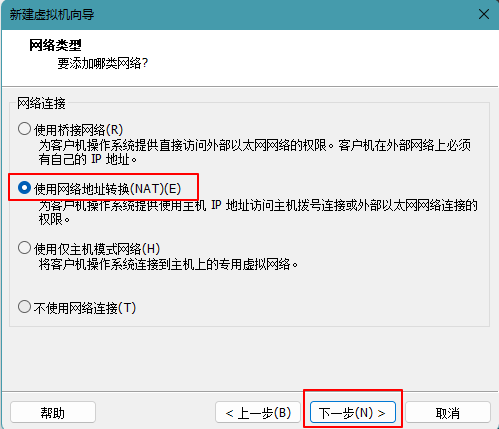 新建虚拟机向导
网络类型
要添加哪类网络?
网络连接
使用桥接网络(R)
为客户机操作系统提供直接访问外部以太网网络的权限。客户机在外部网络上必须
有自己的 IP 地址。
使用网络地址转换(NAT)(E)
为客户机操作系统提供使用主机 IP 地址访问主机拨号连接或外部以太网网络连接的
权限。
使用仅主机模式网络(H)
将客户机操作系统连接到主机上的专用虚拟网络。
不使用网络连接(T)
帮助
< 上一步(B)
下一步(N) >
取消